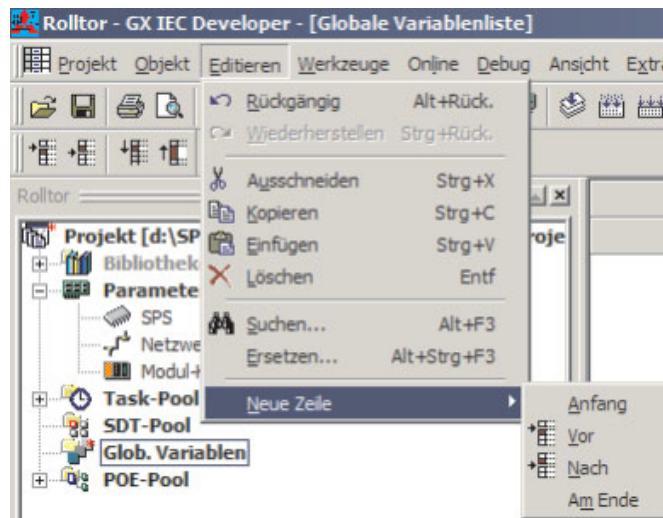 Rolltor - GX IEC Developer - [Globale Variablenliste]
Projekt Objekt Editieren Werkzeuge Online Debug Ansicht
Rückgängig Alt+Rück.
Wiederherstellen Strg+Rück.
Ausschneiden Strg+X
Kopieren Strg+C
Einfügen Strg+V
Löschen Entf
Suchen... Alt+F3
Ersetzen... Alt+Strg+F3
Neue Zeile
Anfang
Vor
Nach
Am Ende
Rolltor
Projekt [d:\SP roje
Bibliothek
Paramete
SPS
Netzwe
Modul-
Task-Pool
SDT-Pool
Glob. Variablen
POE-Pool